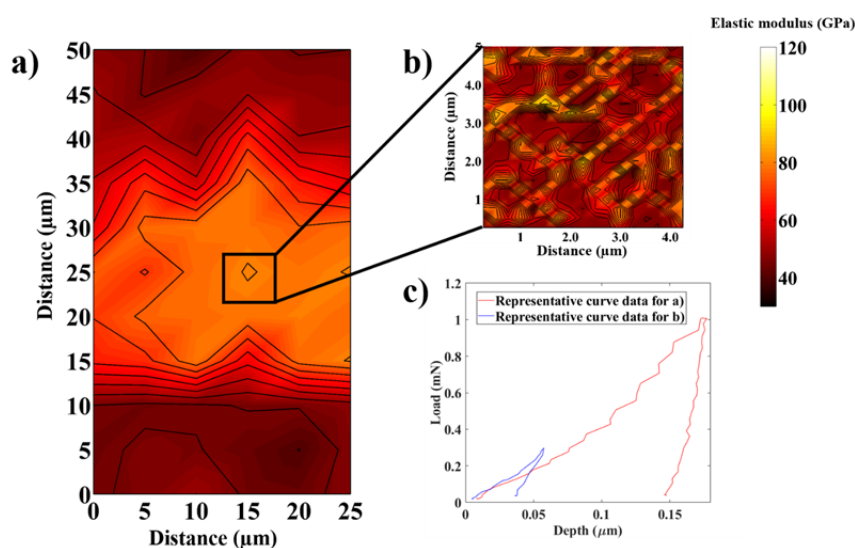 Elastic modulus (GPa)
a)
50
45
40
35
30
25
20
15
10
5
0
Distance (µm)
0 5 10 15 20 25
Distance (µm)
b)
5
4.0
3.0
2.0
1
Distance (µm)
1 2.0 3.0 4.0
Distance (µm)
120
100
80
60
40
c)
1.2
1
0.8
0.6
0.4
0.2
0
Load (mN)
Representative curve data for a)
Representative curve data for b)
0 0.05 0.1 0.15
Depth (µm)